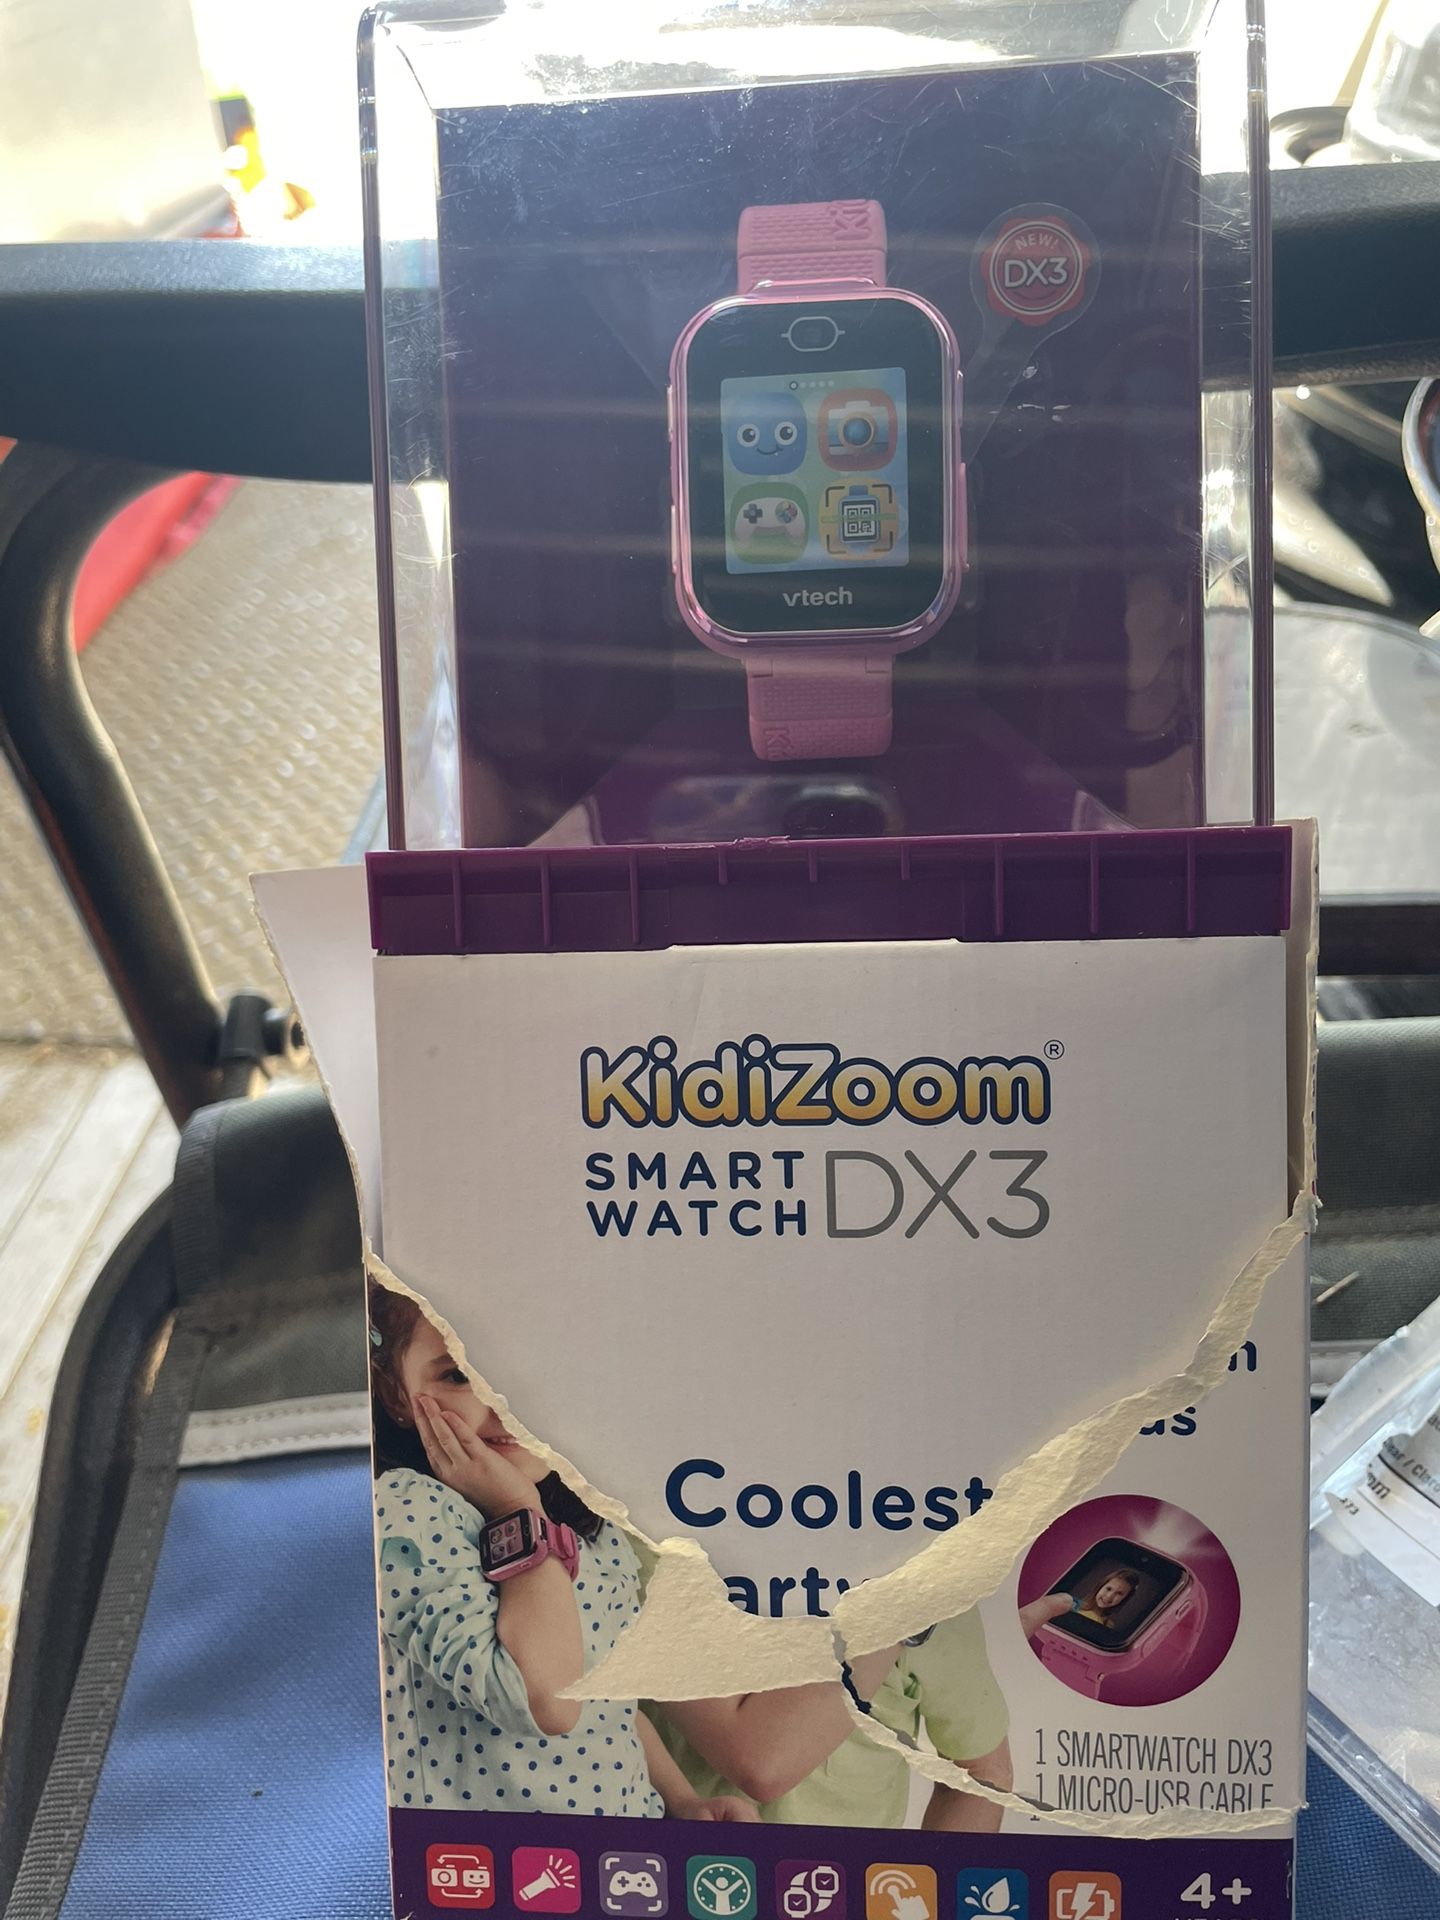 NEW!
DX3
vtech
KidiZoom®
SMART
WATCH DX3
Coolest
1 SMARTWATCH DX3
1 MICRO-USB CABLE
4+